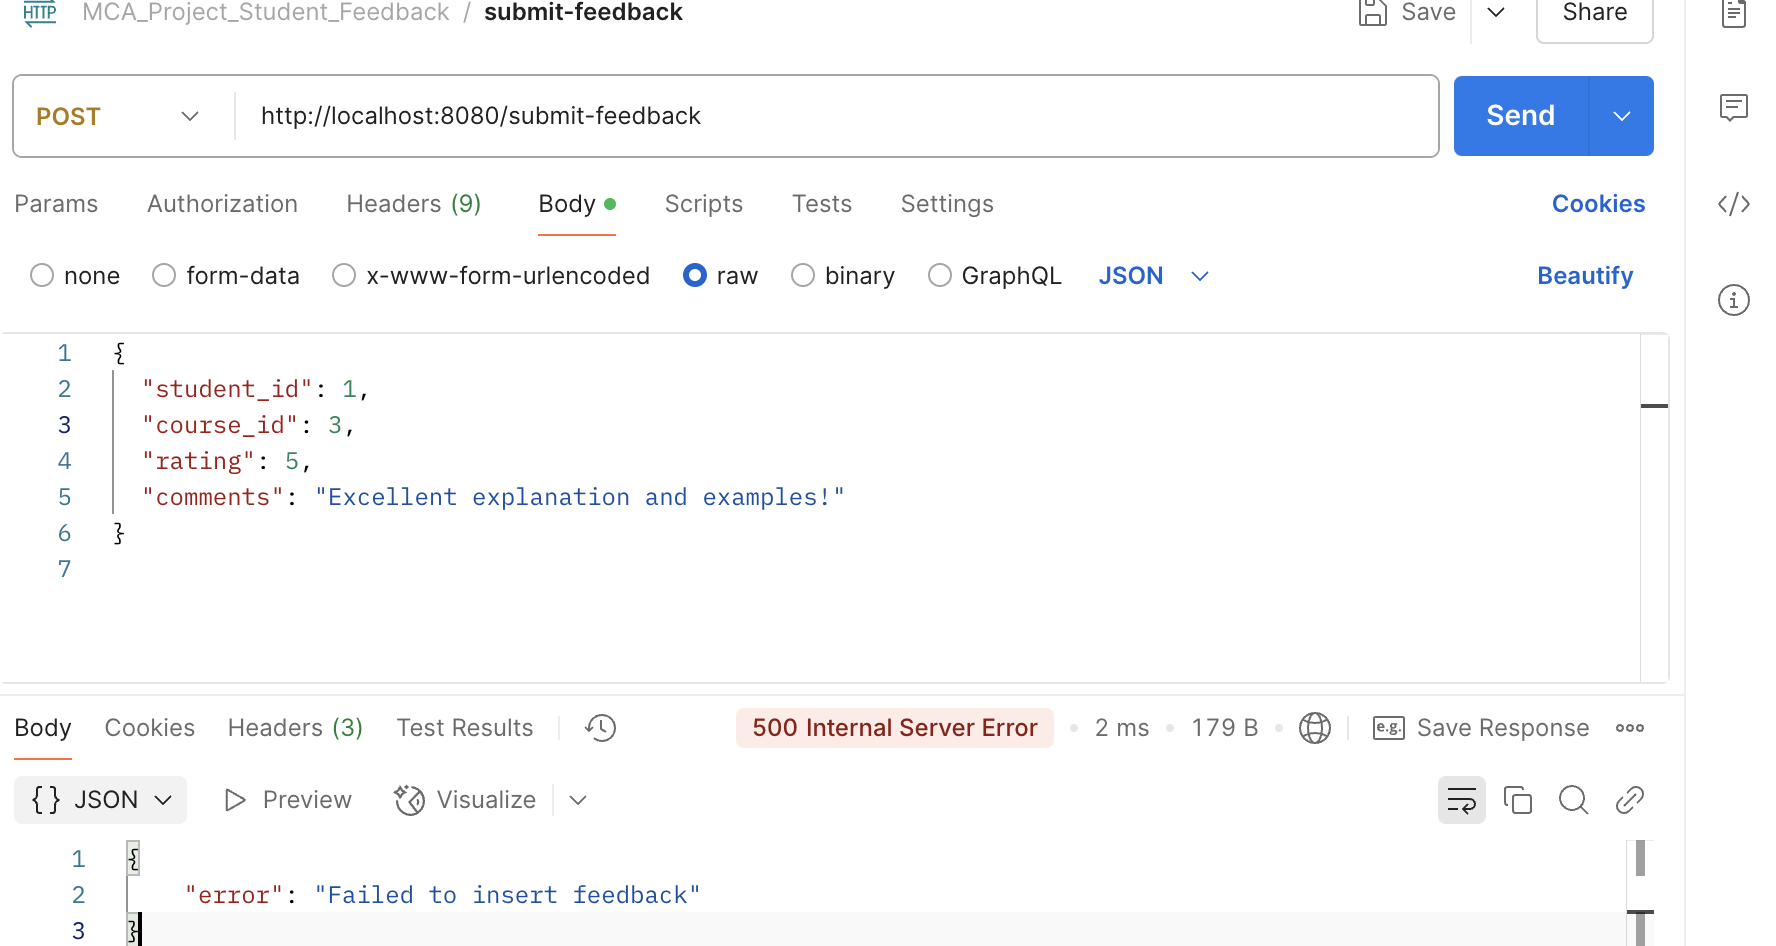 HTTP MCA_Project_Student_Feedback / submit-feedback Save Share
POST http://localhost:8080/submit-feedback Send
Params Authorization Headers (9) Body Scripts Tests Settings Cookies
none form-data x-www-form-urlencoded raw binary GraphQL JSON Beautify
1 {
2 "student_id": 1,
3 "course_id": 3,
4 "rating": 5,
5 "comments": "Excellent explanation and examples!"
6 }
7
Body Cookies Headers (3) Test Results 500 Internal Server Error • 2 ms • 179 B • e.g. Save Response
{ } JSON Preview Visualize
1 {
2 "error": "Failed to insert feedback"
3 }